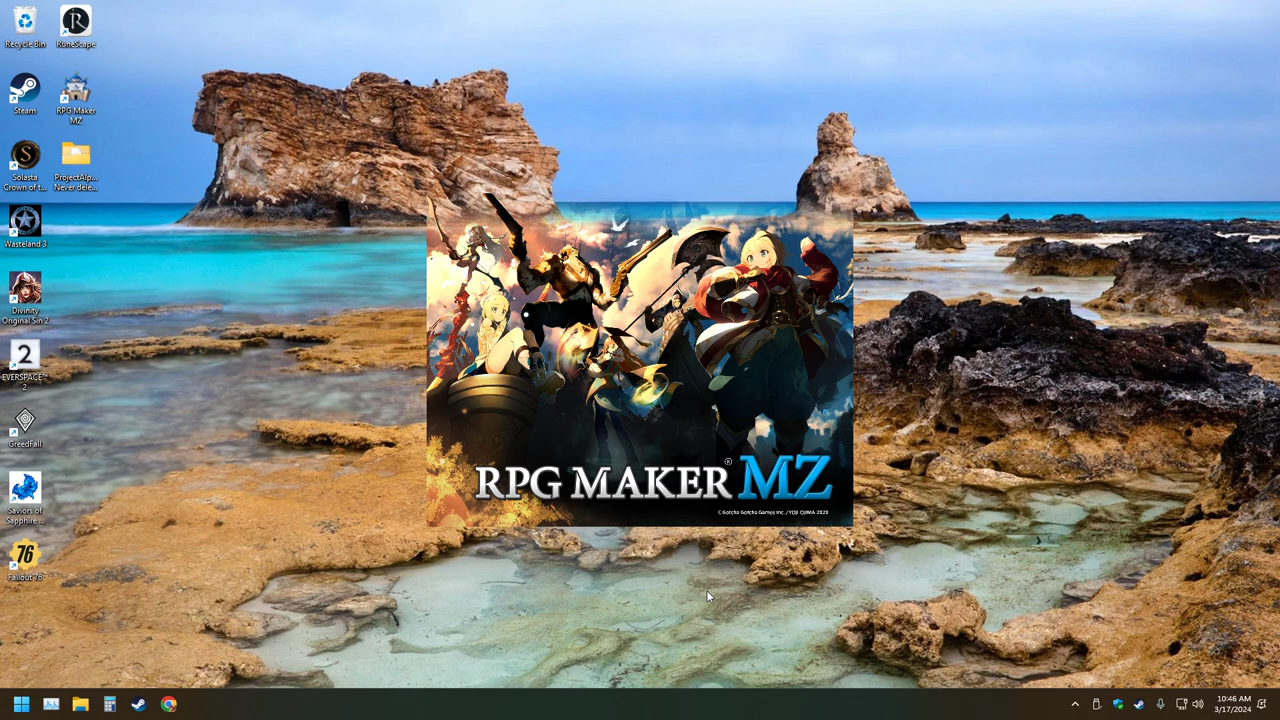 Recycle Bin
RuneScape
Steam
RPG Maker
MZ
Solasta
Crown of t...
ProjectAlp...
Never dele...
Wasteland 3
Divinity
Original Sin 2
2
EVERSPACE™
2
GreedFall
Saviors of
Sapphire ...
76
Fallout 76
RPG MAKER® MZ
©Gotcha Gotcha Games Inc./YOJI OJIMA 2020
10:46 AM
3/17/2024